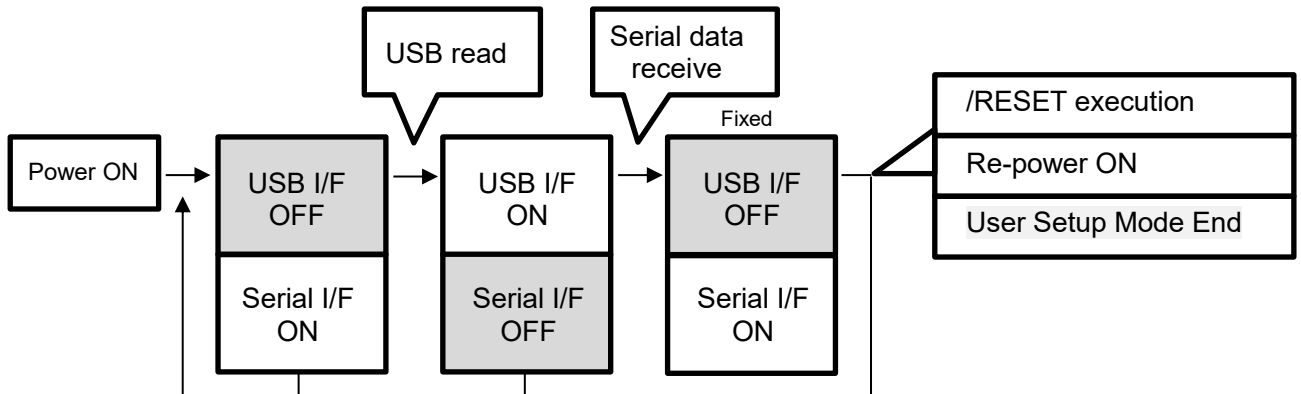 USB read
Serial data
receive
Fixed
/RESET execution
Re-power ON
User Setup Mode End
Power ON
USB I/F
OFF
Serial I/F
ON
USB I/F
ON
Serial I/F
OFF
USB I/F
OFF
Serial I/F
ON